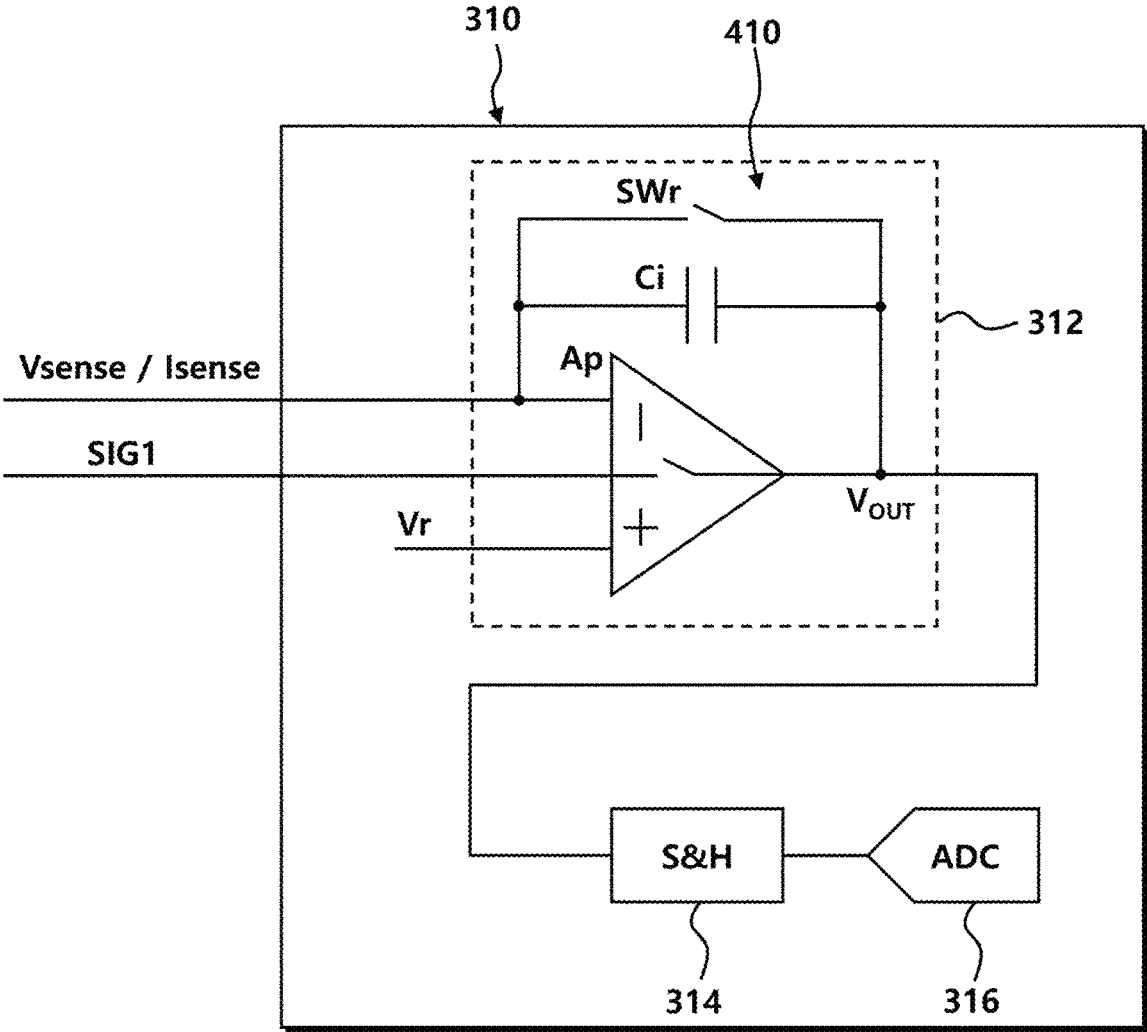 310
410
SWr
Ci
312
Vsense / Isense
Ap
SIG1
Vr
VOUT
S&H
ADC
314
316